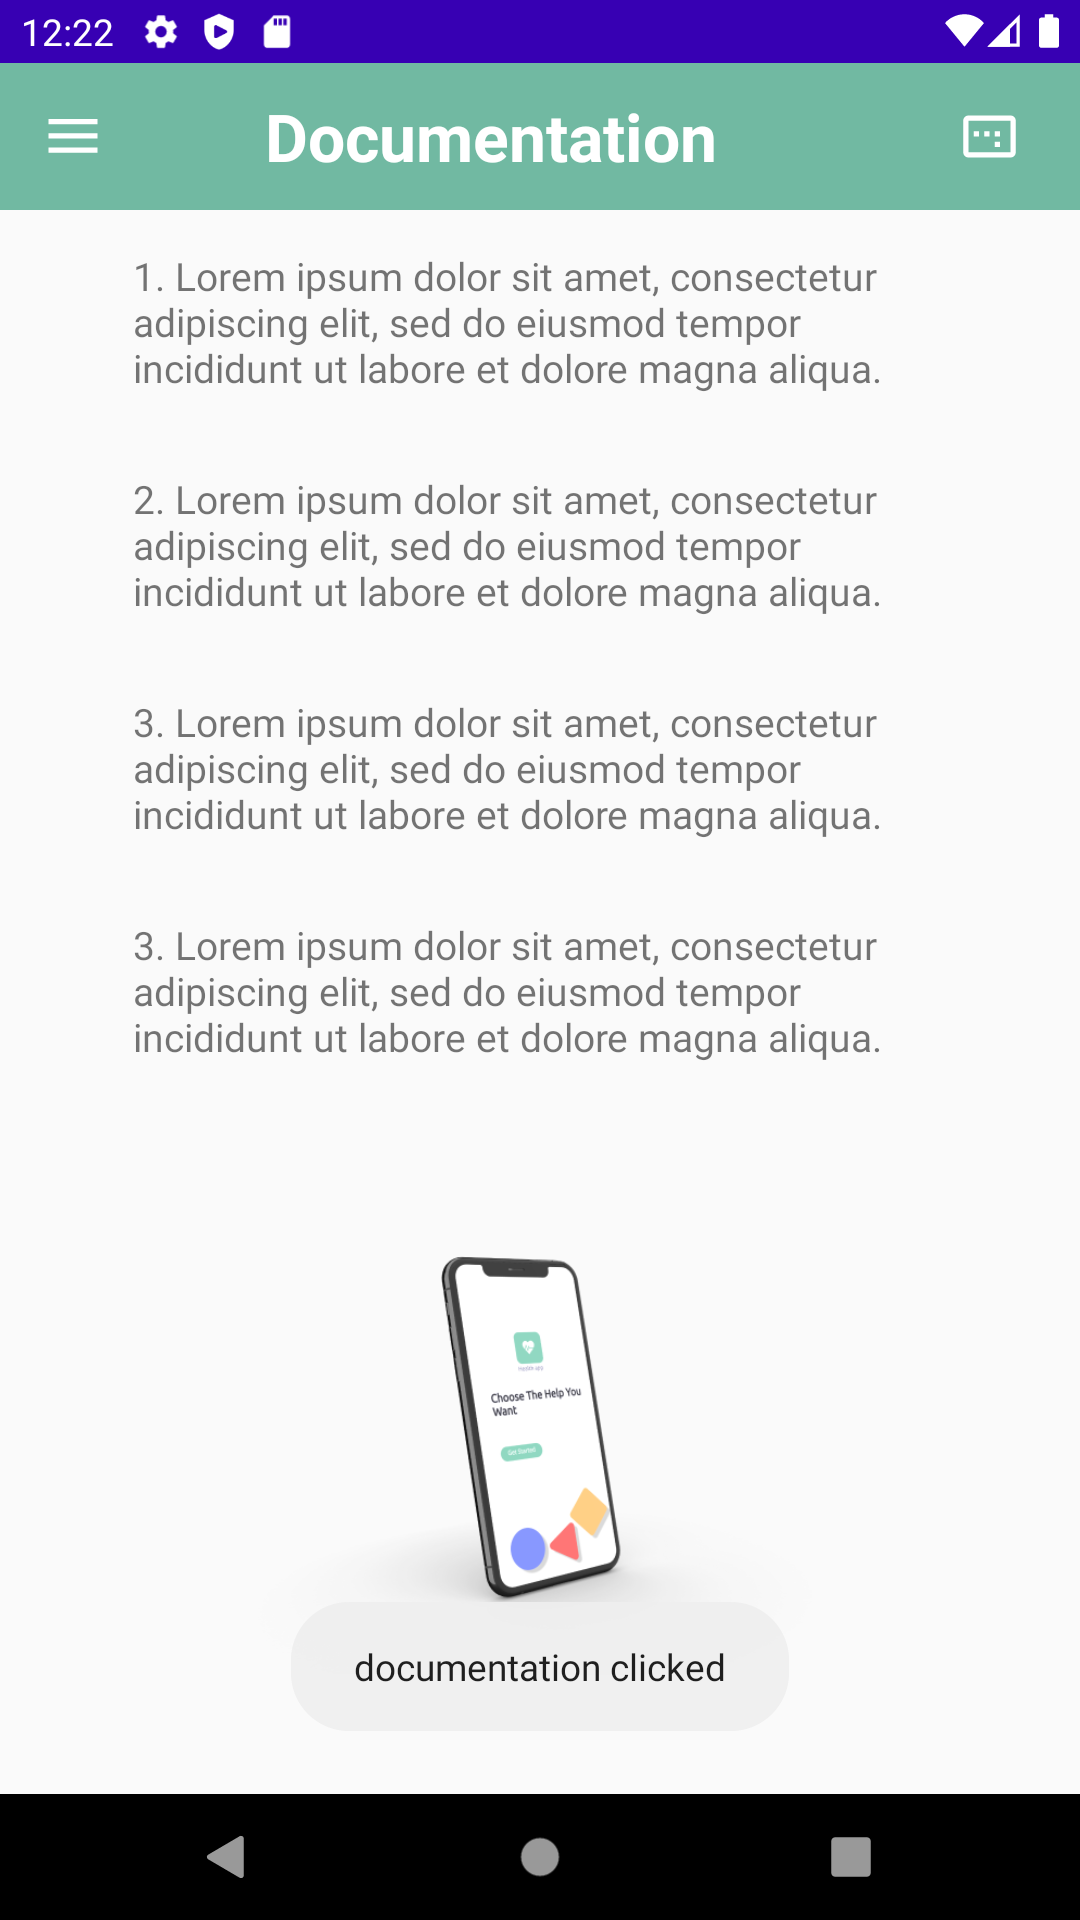 12:22
Documentation
1. Lorem ipsum dolor sit amet, consectetur
adipiscing elit, sed do eiusmod tempor
incididunt ut labore et dolore magna aliqua.
2. Lorem ipsum dolor sit amet, consectetur
adipiscing elit, sed do eiusmod tempor
incididunt ut labore et dolore magna aliqua.
3. Lorem ipsum dolor sit amet, consectetur
adipiscing elit, sed do eiusmod tempor
incididunt ut labore et dolore magna aliqua.
3. Lorem ipsum dolor sit amet, consectetur
adipiscing elit, sed do eiusmod tempor
incididunt ut labore et dolore magna aliqua.
Choose The Help You
Want
Get Started
documentation clicked